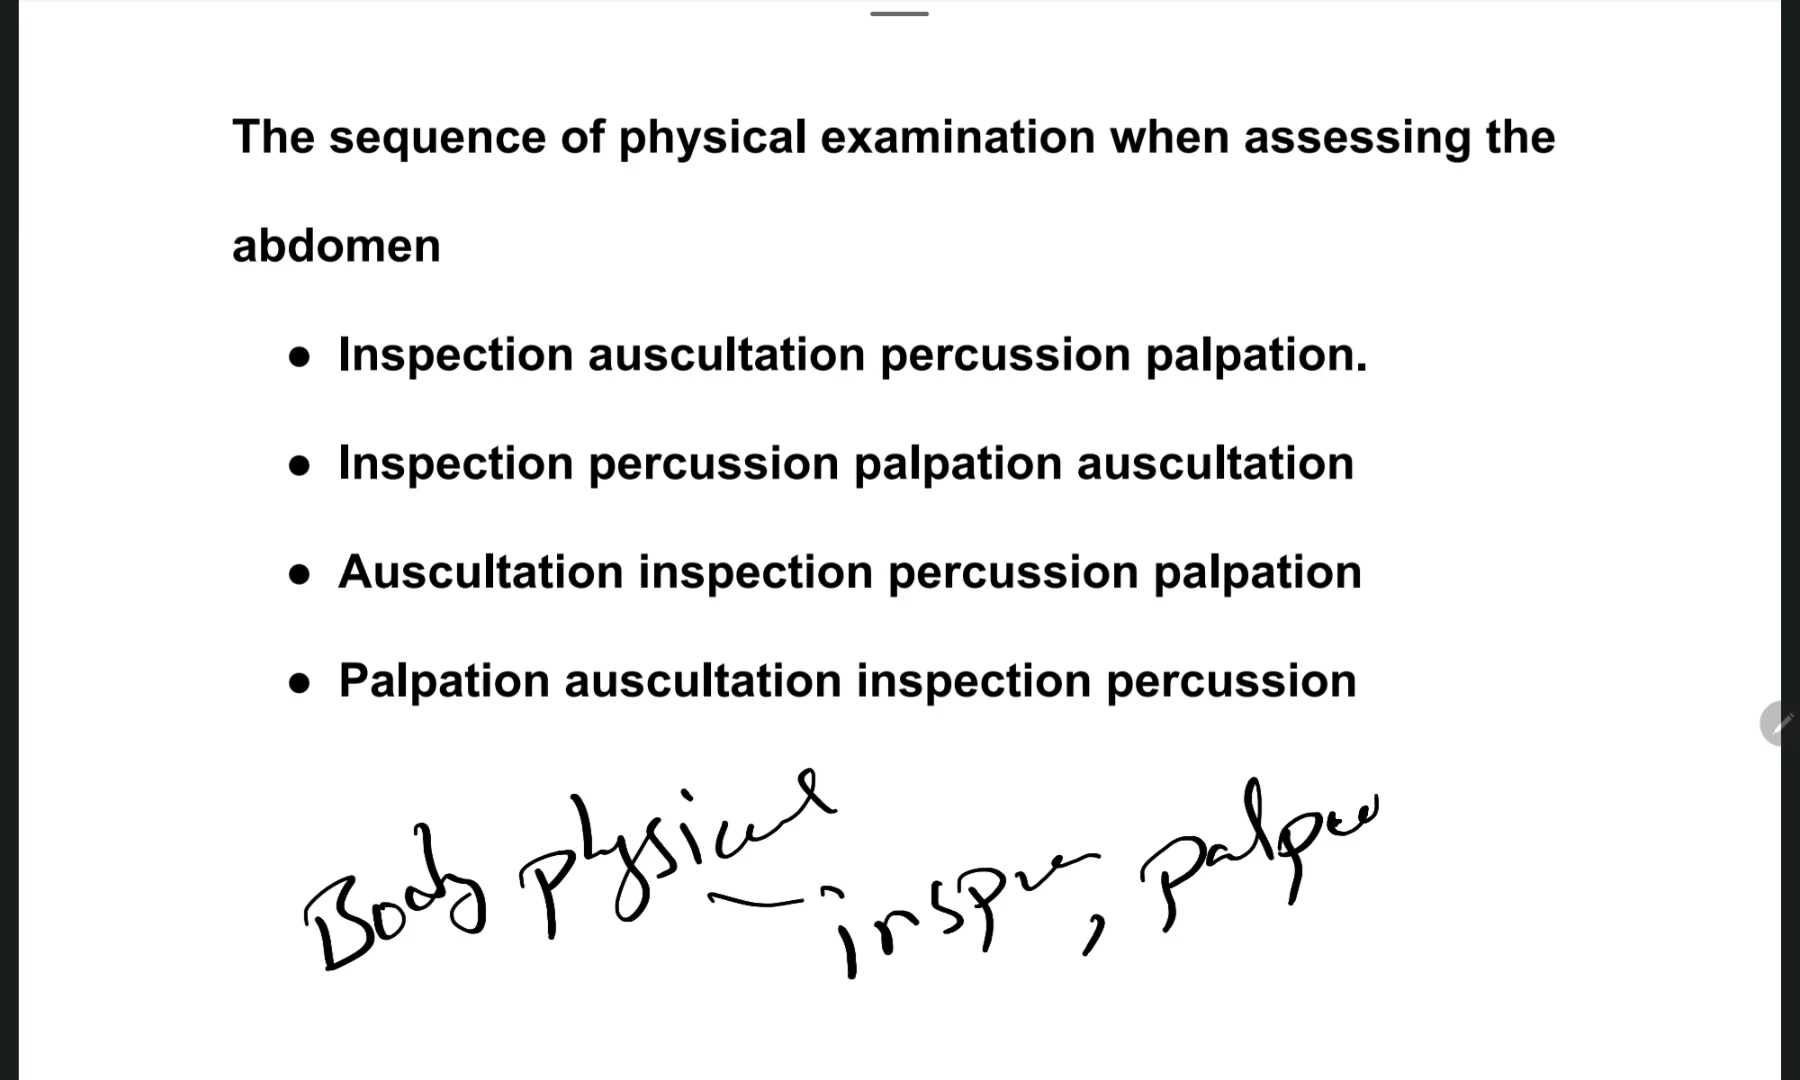 The sequence of physical examination when assessing the
abdomen
● Inspection auscultation percussion palpation.
● Inspection percussion palpation auscultation
● Auscultation inspection percussion palpation
● Palpation auscultation inspection percussion
Body physical